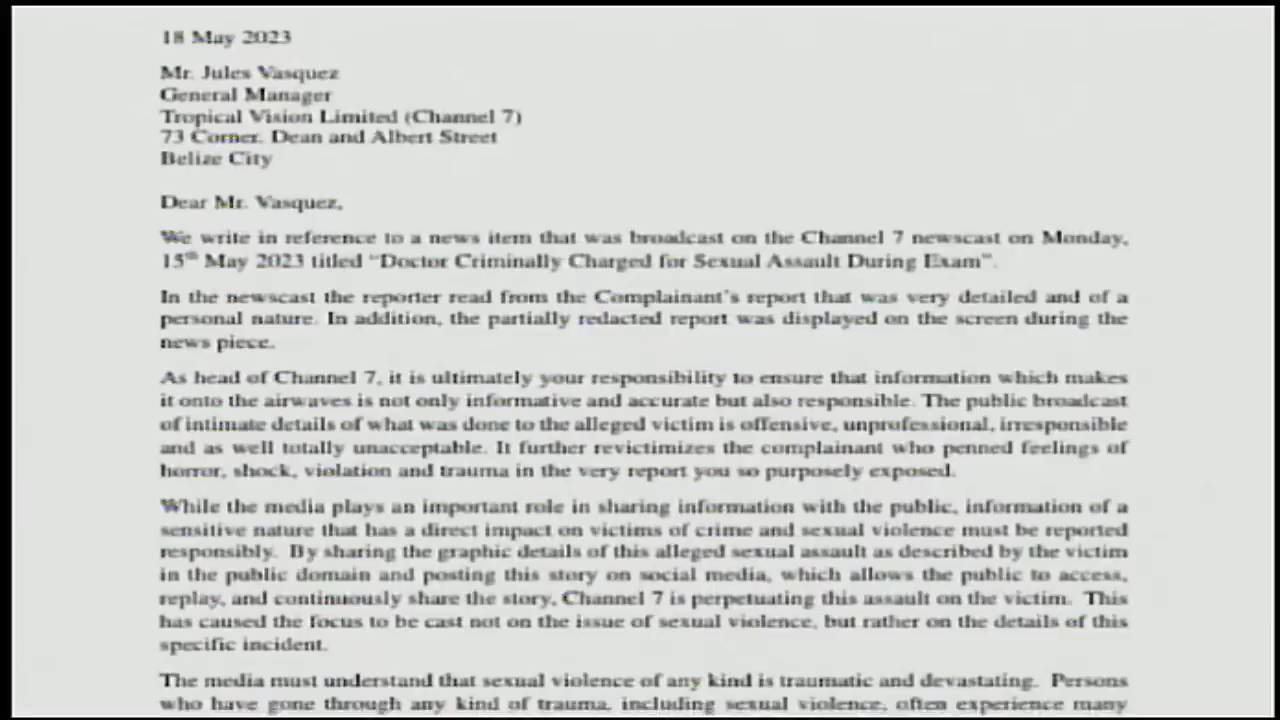 18 May 2023
Mr. Jules Vasquez
General Manager
Tropical Vision Limited (Channel 7)
73 Corner. Dean and Albert Street
Belize City
Dear Mr. Vasquez,
We write in reference to a news item that was broadcast on the Channel 7 newscast on Monday,
15th May 2023 titled “Doctor Criminally Charged for Sexual Assault During Exam”.
In the newscast the reporter read from the Complainant’s report that was very detailed and of a
personal nature. In addition, the partially redacted report was displayed on the screen during the
news piece.
As head of Channel 7, it is ultimately your responsibility to ensure that information which makes
it onto the airwaves is not only informative and accurate but also responsible. The public broadcast
of intimate details of what was done to the alleged victim is offensive, unprofessional, irresponsible
and as well totally unacceptable. It further revictimizes the complainant who penned feelings of
horror, shock, violation and trauma in the very report you so purposely exposed.
While the media plays an important role in sharing information with the public, information of a
sensitive nature that has a direct impact on victims of crime and sexual violence must be reported
responsibly. By sharing the graphic details of this alleged sexual assault as described by the victim
in the public domain and posting this story on social media, which allows the public to access,
replay, and continuously share the story, Channel 7 is perpetuating this assault on the victim. This
has caused the focus to be cast not on the issue of sexual violence, but rather on the details of this
specific incident.
The media must understand that sexual violence of any kind is traumatic and devastating. Persons
who have gone through any kind of trauma, including sexual violence, often experience many